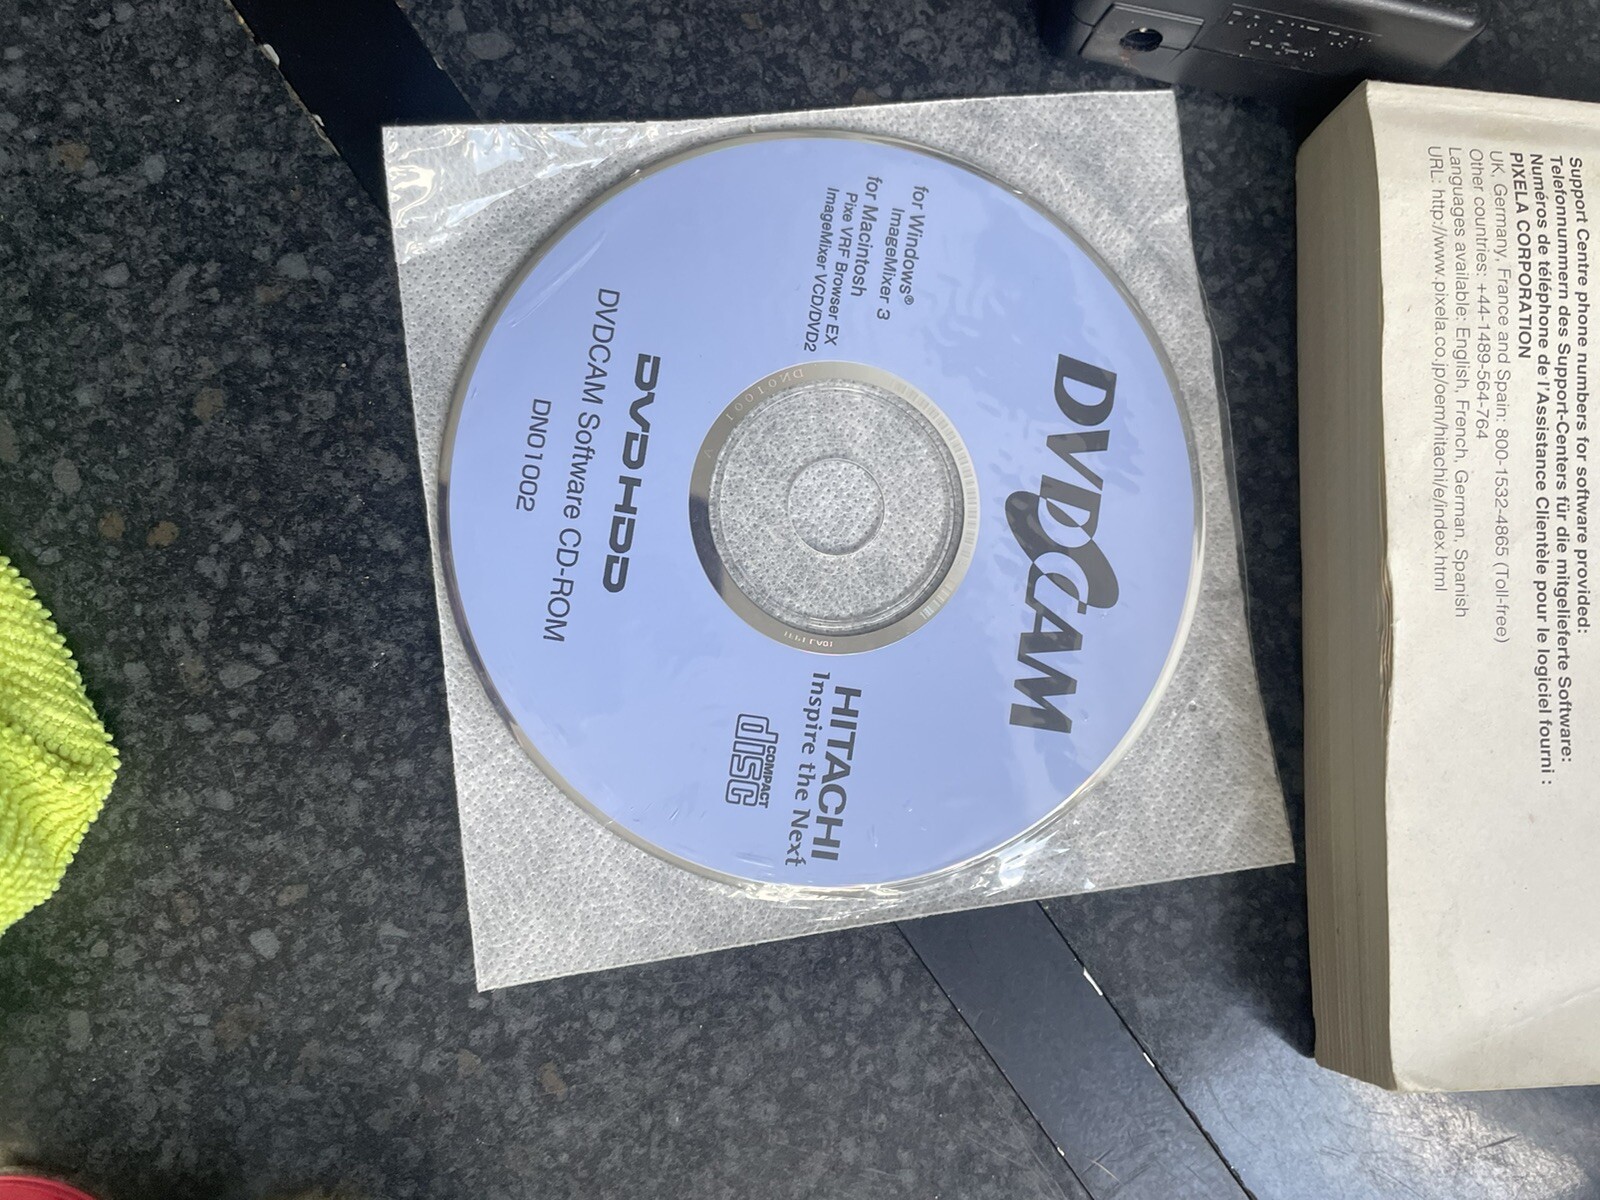 DVDCAM
for Windows®
ImageMixer 3
for Macintosh
Pixe VRF Browser EX
ImageMixer VCD/DVD2
HITACHI
Inspire the Next
COMPACT
disc
DVD HDD
DVDCAM Software CD-ROM
DN01002
DN01001
Support Centre phone numbers for software provided:
Telefonnummern des Support-Centers für die mitgelieferte Software:
Numéros de téléphone de l'Assistance Clientèle pour le logiciel fourni :
PIXELA CORPORATION
UK, Germany, France and Spain: 800-1532-4865 (Toll-free)
Other countries: +44-1489-564-764
Languages available: English, French, German, Spanish
URL: http://www.pixela.co.jp/oem/hitachi/e/index.html